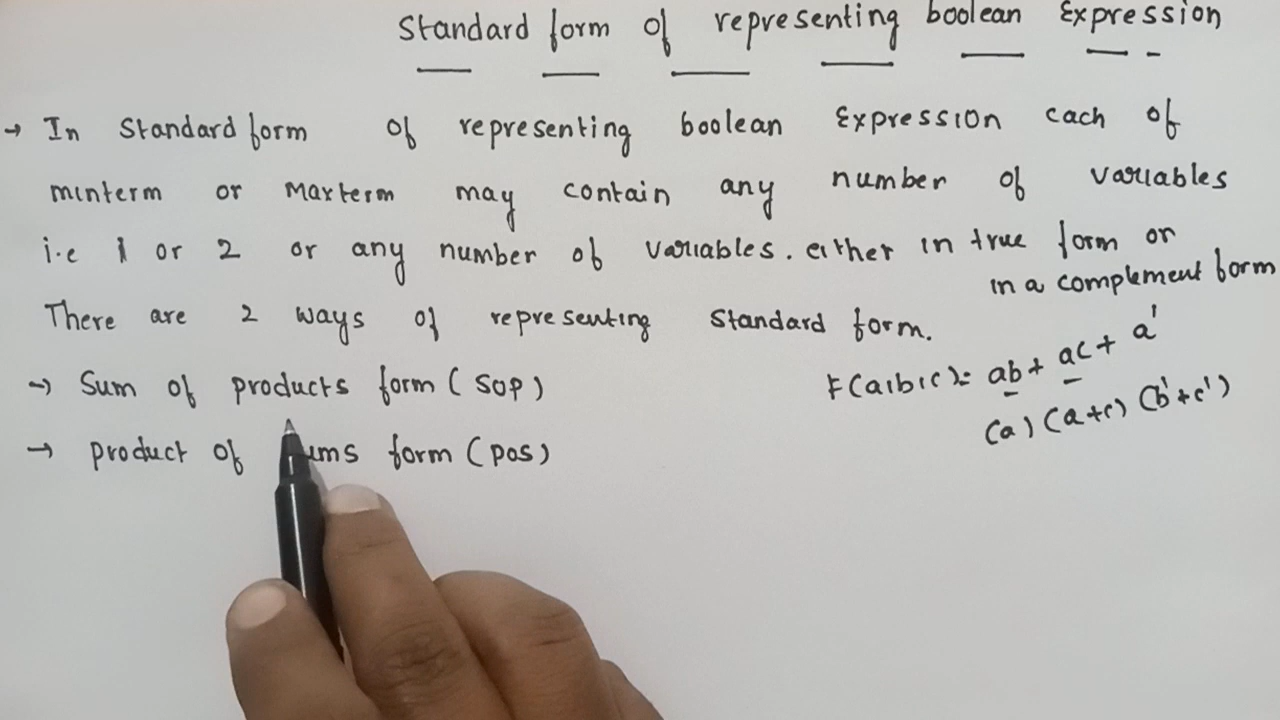 Standard form of representing boolean Expression
→ In Standard form of representing boolean Expression each of
minterm or Maxterm may contain any number of variables
i.e 1 or 2 or any number of variables. either in true form or
in a complement form
There are 2 ways of representing Standard form.
→ Sum of products form (SOP)
F(a,b,c)= ab + ac + a'
(a) (a+c) (b'+c')
→ product of ums form (POS)